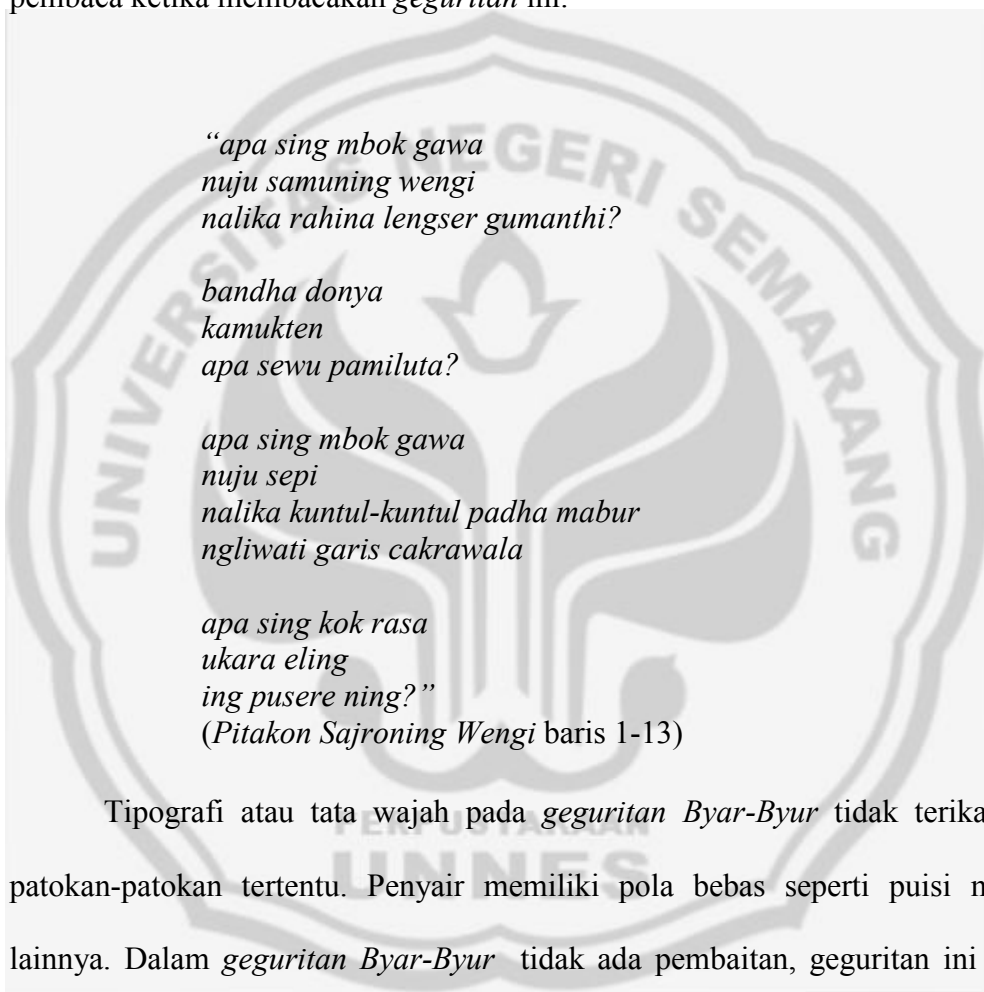 pembaca ketika membacakan geguritan ini.
“apa sing mbok gawa
nuju samuning wengi
nalika rahina lengser gumanthi?
bandha donya
kamukten
apa sewu pamiluta?
apa sing mbok gawa
nuju sepi
nalika kuntul-kuntul padha mabur
ngliwati garis cakrawala
apa sing kok rasa
ukara eling
ing pusere ning?”
(Pitakon Sajroning Wengi baris 1-13)
Tipografi atau tata wajah pada geguritan Byar-Byur tidak terika
patokan-patokan tertentu. Penyair memiliki pola bebas seperti puisi
lainnya. Dalam geguritan Byar-Byur tidak ada pembaitan, geguritan ini
UNIVERSITAS NEGERI SEMARANG
PERPUSTAKAAN
UNNES